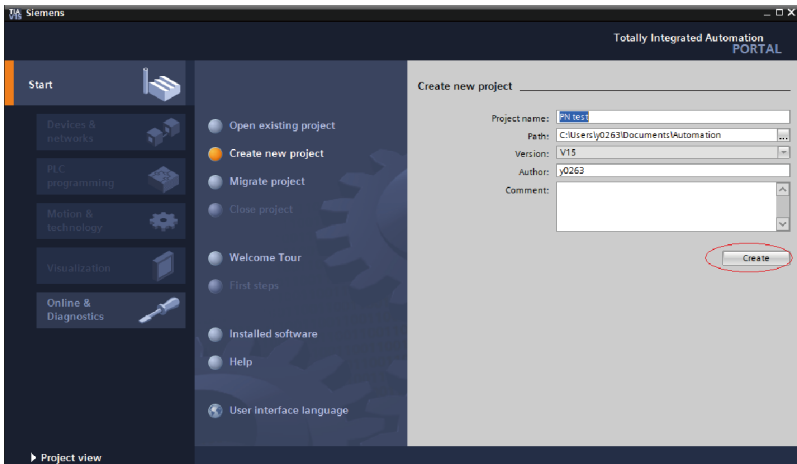 TIA
V15
Siemens
Totally Integrated Automation
PORTAL
Start
Devices &
networks
PLC
programming
Motion &
technology
Visualization
Online &
Diagnostics
Project view
Open existing project
Create new project
Migrate project
Close project
Welcome Tour
First steps
Installed software
Help
User interface language
Create new project
Project name: PN test
Path: C:\Users\y0263\Documents\Automation ...
Version: V15
Author: y0263
Comment:
Create